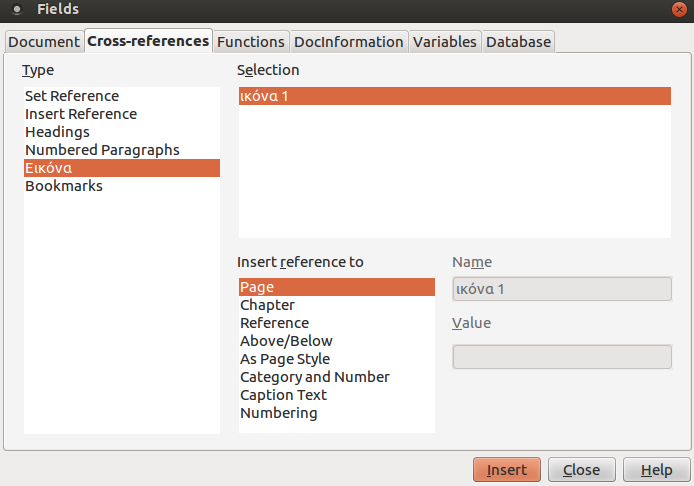 Fields
Document Cross-references Functions DocInformation Variables Database
Type
Set Reference
Insert Reference
Headings
Numbered Paragraphs
Εικόνα
Bookmarks
Selection
ικόνα 1
Insert reference to
Page
Chapter
Reference
Above/Below
As Page Style
Category and Number
Caption Text
Numbering
Name
ικόνα 1
Value
Insert Close Help